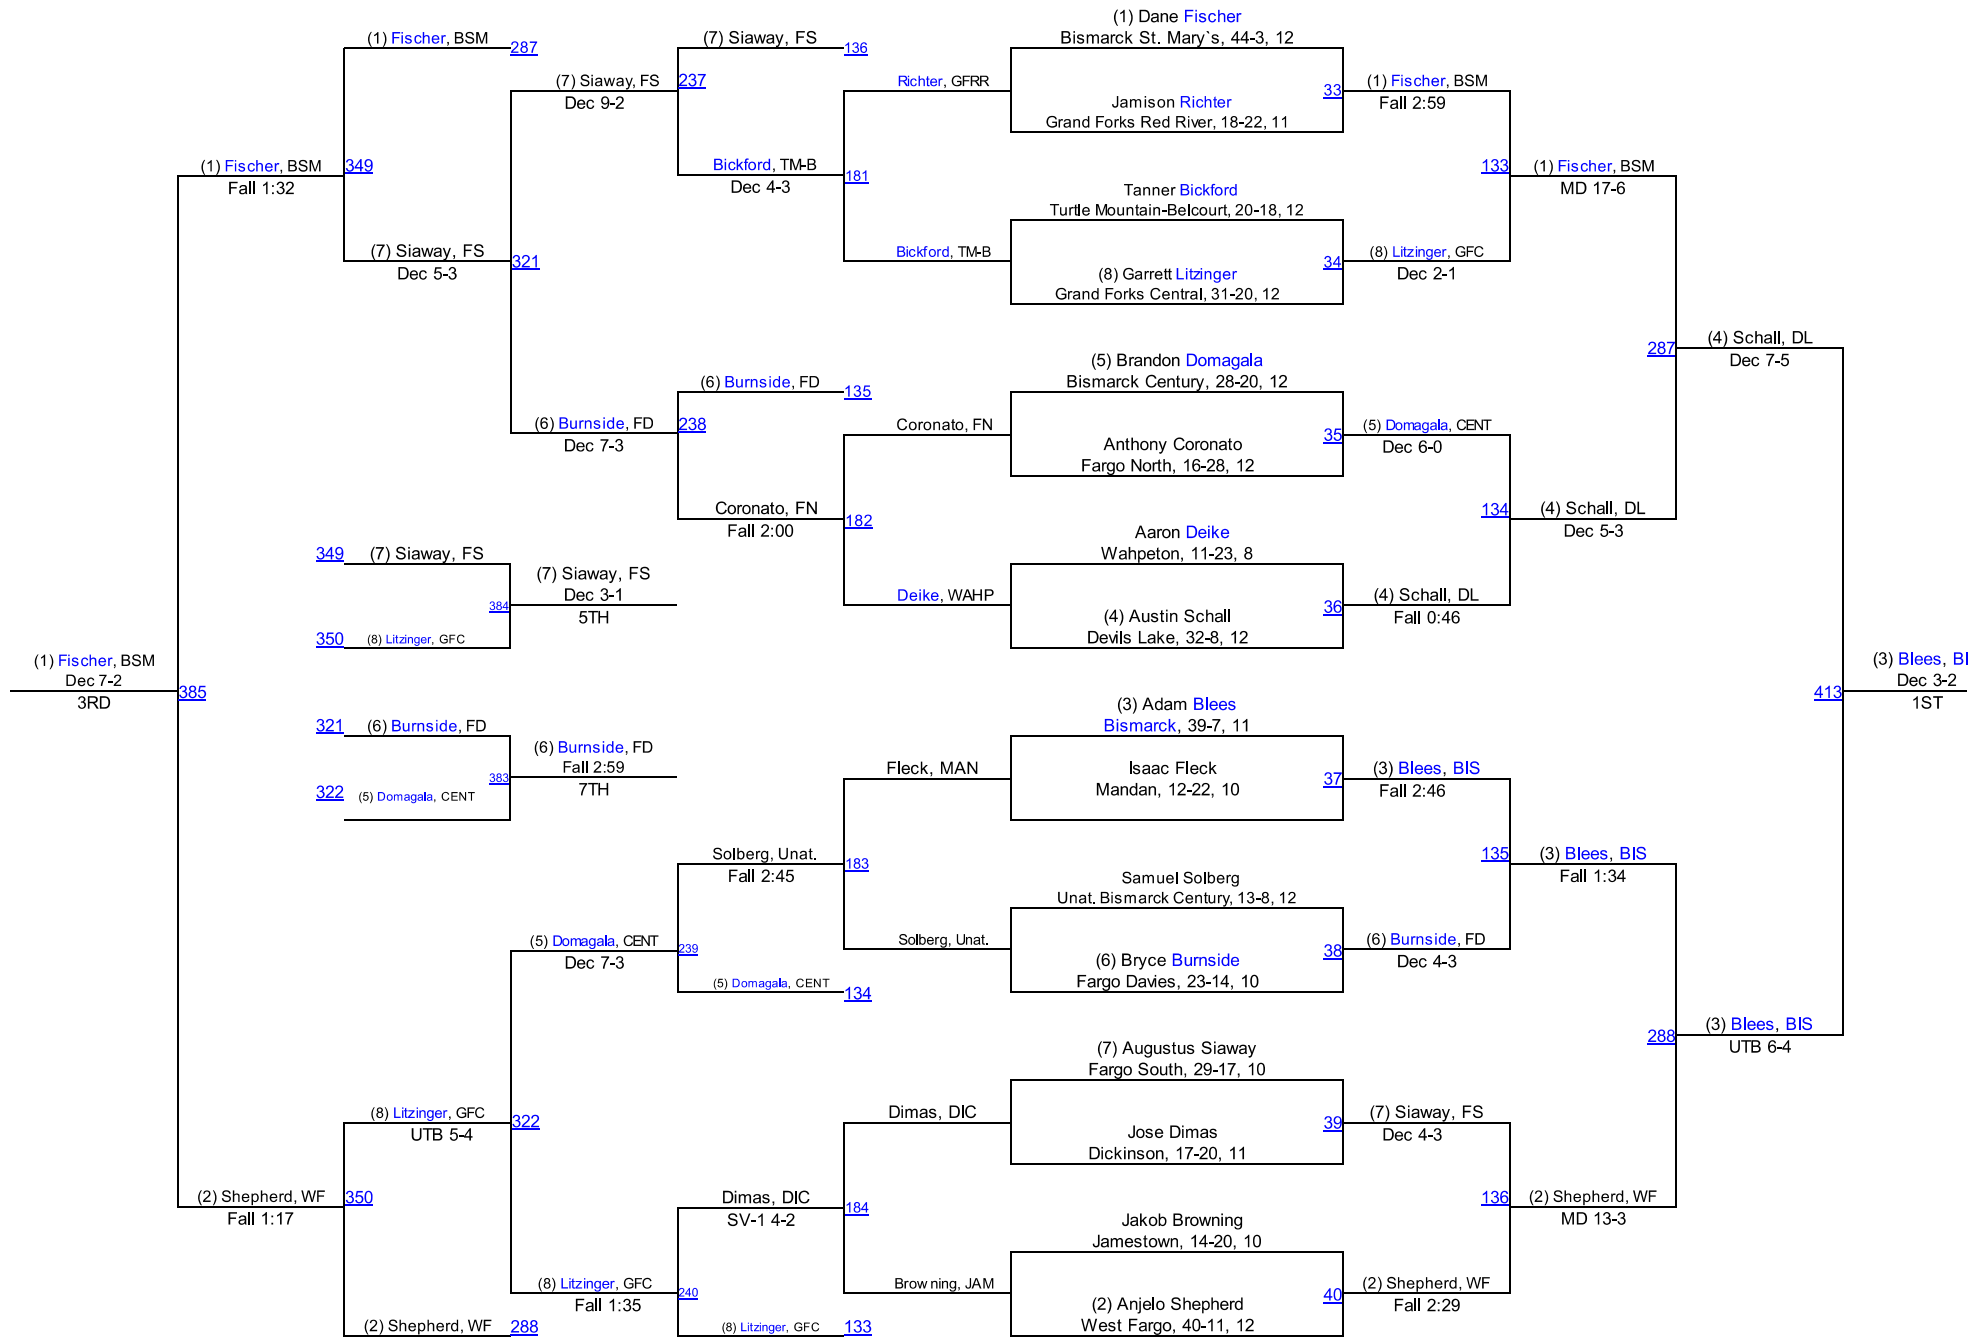 (1) Dane Fischer
(1) Fischer, BSM
287
(7) Siaway, FS
136
Bismarck St. Mary`s, 44-3, 12
(7) Siaway, FS
237
Richter, GFRR
33
(1) Fischer, BSM
Dec 9-2
Jamison Richter
Fall 2:59
Grand Forks Red River, 18-22, 11
(1) Fischer, BSM
349
Bickford, TM-B
181
133
(1) Fischer, BSM
Fall 1:32
Dec 4-3
Tanner Bickford
MD 17-6
Turtle Mountain-Belcourt, 20-18, 12
(7) Siaway, FS
321
Bickford, TM-B
34
(8) Litzinger, GFC
Dec 5-3
(8) Garrett Litzinger
Dec 2-1
Grand Forks Central, 31-20, 12
287
(4) Schall, DL
(5) Brandon Domagala
Dec 7-5
(6) Burnside, FD
135
Bismarck Century, 28-20, 12
(6) Burnside, FD
238
Coronato, FN
35
(5) Domagala, CENT
Dec 7-3
Anthony Coronato
Dec 6-0
Fargo North, 16-28, 12
Coronato, FN
182
134
(4) Schall, DL
Fall 2:00
Aaron Deike
Dec 5-3
349
(7) Siaway, FS
Wahpeton, 11-23, 8
(7) Siaway, FS
Dec 3-1
384
5TH
Deike, WAHP
36
(4) Schall, DL
(4) Austin Schall
Fall 0:46
350
(8) Litzinger, GFC
Devils Lake, 32-8, 12
(1) Fischer, BSM
Dec 7-2
385
3RD
(3) Blees, BI
Dec 3-2
413
1ST
(3) Adam Blees
321
(6) Burnside, FD
Bismarck, 39-7, 11
(6) Burnside, FD
Fall 2:59
383
7TH
Fleck, MAN
Isaac Fleck
37
(3) Blees, BIS
Mandan, 12-22, 10
Fall 2:46
322
(5) Domagala, CENT
Solberg, Unat.
183
135
(3) Blees, BIS
Fall 2:45
Samuel Solberg
Fall 1:34
Unat. Bismarck Century, 13-8, 12
(5) Domagala, CENT
239
Solberg, Unat.
38
(6) Burnside, FD
Dec 7-3
(6) Bryce Burnside
Dec 4-3
(5) Domagala, CENT
134
Fargo Davies, 23-14, 10
288
(3) Blees, BIS
(7) Augustus Siaway
UTB 6-4
Fargo South, 29-17, 10
(8) Litzinger, GFC
322
Dimas, DIC
39
(7) Siaway, FS
UTB 5-4
Jose Dimas
Dec 4-3
Dickinson, 17-20, 11
(2) Shepherd, WF
350
Dimas, DIC
184
136
(2) Shepherd, WF
Fall 1:17
SV-1 4-2
Jakob Browning
MD 13-3
Jamestown, 14-20, 10
(8) Litzinger, GFC
240
Browning, JAM
40
(2) Shepherd, WF
Fall 1:35
(2) Anjelo Shepherd
Fall 2:29
(2) Shepherd, WF
288
(8) Litzinger, GFC
133
West Fargo, 40-11, 12